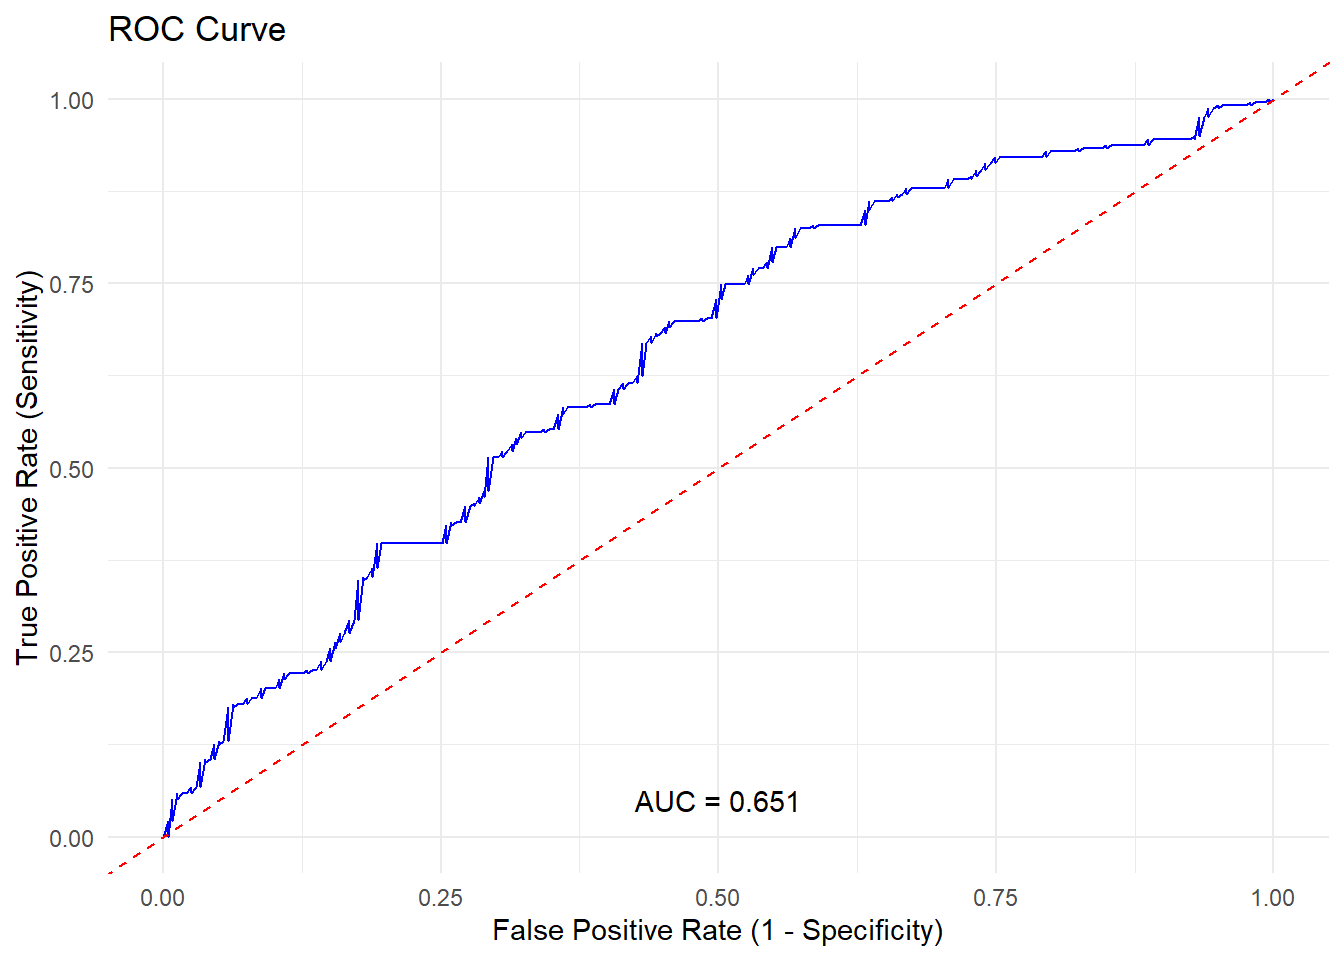 ROC Curve
1.00
0.75
0.50
0.25
0.00
True Positive Rate (Sensitivity)
AUC = 0.651
0.00 0.25 0.50 0.75 1.00
False Positive Rate (1 - Specificity)